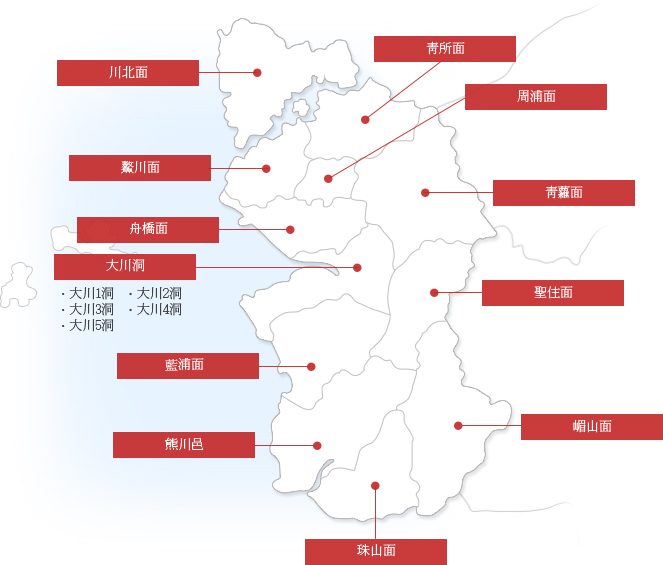 靑所面
川北面
周浦面
鰲川面
靑蘿面
舟橋面
大川洞
· 大川1洞 · 大川2洞
· 大川3洞 · 大川4洞
· 大川5洞
聖住面
藍浦面
嵋山面
熊川邑
珠山面